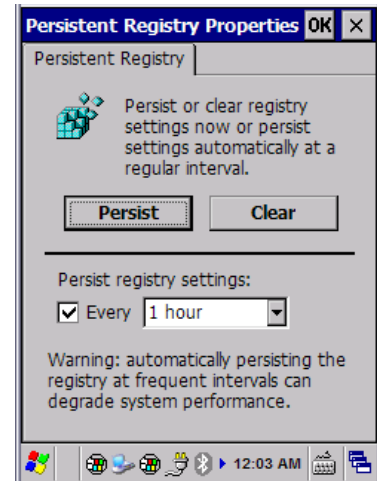 Persistent Registry Properties OK ×
Persistent Registry
Persist or clear registry
settings now or persist
settings automatically at a
regular interval.
Persist Clear
Persist registry settings:
Every 1 hour
Warning: automatically persisting the
registry at frequent intervals can
degrade system performance.
12:03 AM